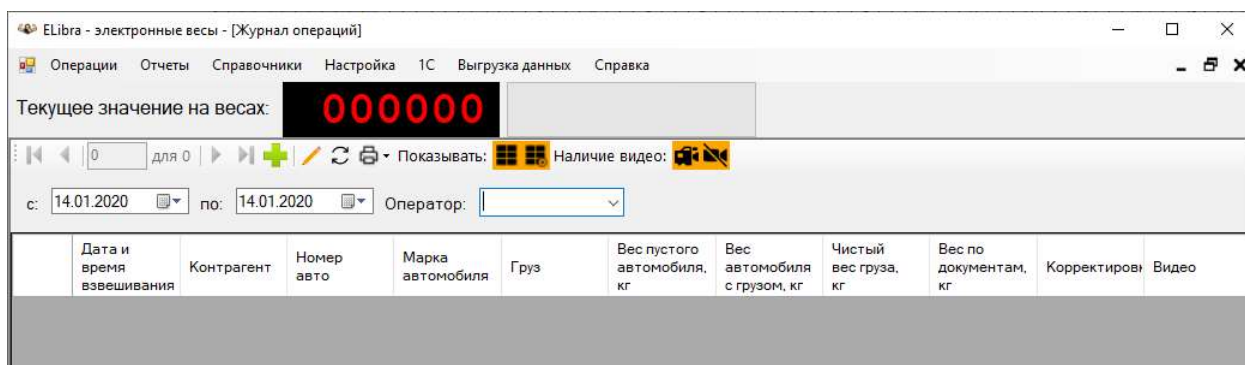 ELibra - электронные весы - [Журнал операций]
Операции Отчеты Справочники Настройка 1С Выгрузка данных Справка
Текущее значение на весах: 000000
0 для 0 Показывать: Наличие видео:
с: 14.01.2020 по: 14.01.2020 Оператор:
Дата и время взвешивания Контрагент Номер авто Марка автомобиля Груз Вес пустого автомобиля, кг Вес автомобиля с грузом, кг Чистый вес груза, кг Вес по документам, кг Корректировк Видео